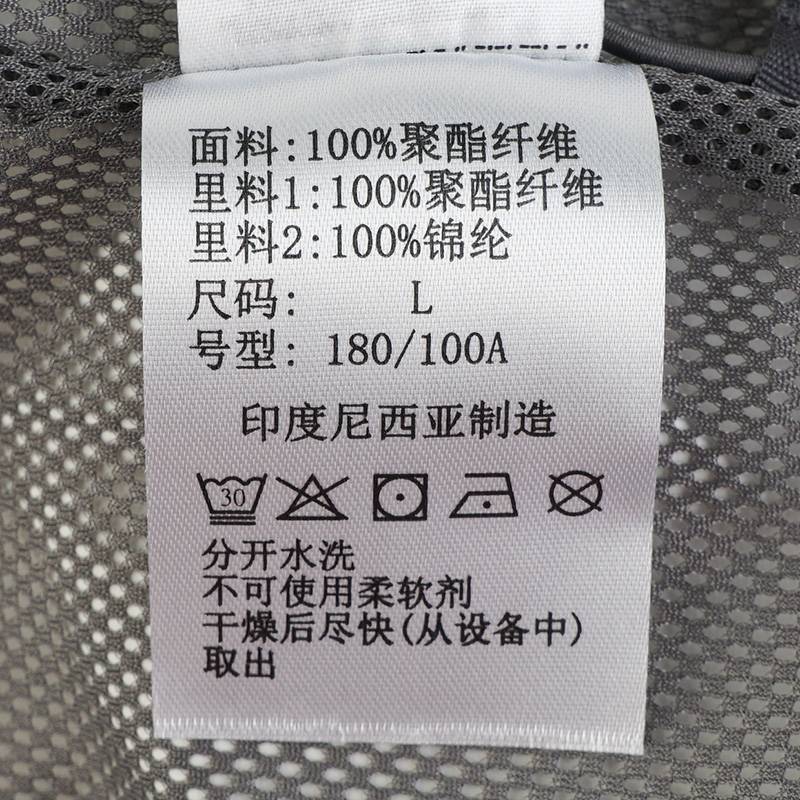 面料:100%聚酯纤维
里料1:100%聚酯纤维
里料2:100%锦纶
尺码: L
号型: 180/100A
印度尼西亚制造
30
分开水洗
不可使用柔软剂
干燥后尽快(从设备中)
取出